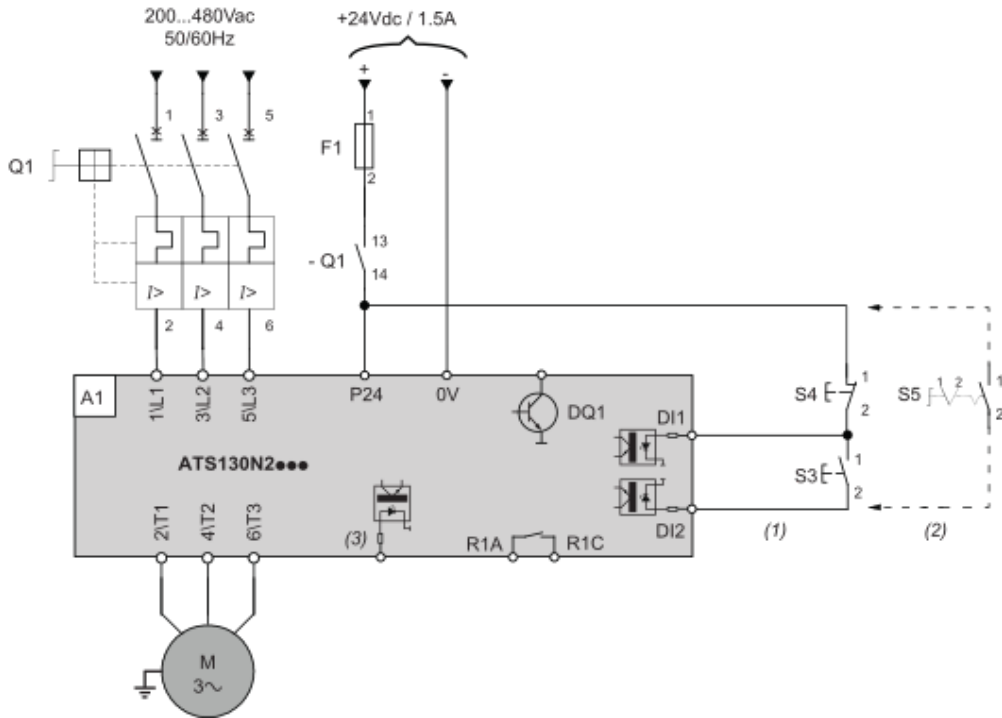 200...480Vac
50/60Hz
+24Vdc / 1.5A
+
-
1
3
5
1
F1
2
Q1
13
- Q1
14
I>
I>
I>
2
4
6
A1
1\L1
3\L2
5\L3
P24
0V
DQ1
DI1
S4
1
2
S5
1
2
1
2
ATS130N2●●●
S3
1
2
2\T1
4\T2
6\T3
(3)
R1A
R1C
DI2
(1)
(2)
M
3~